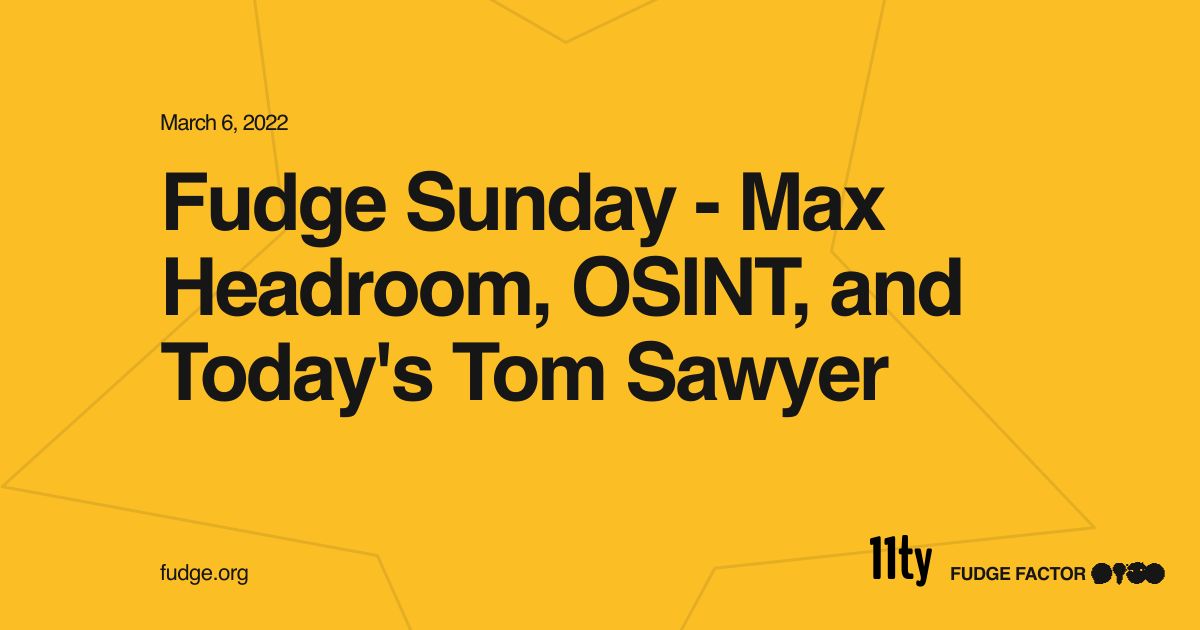 March 6, 2022
Fudge Sunday - Max
Headroom, OSINT, and
Today's Tom Sawyer
fudge.org
11ty
FUDGE FACTOR